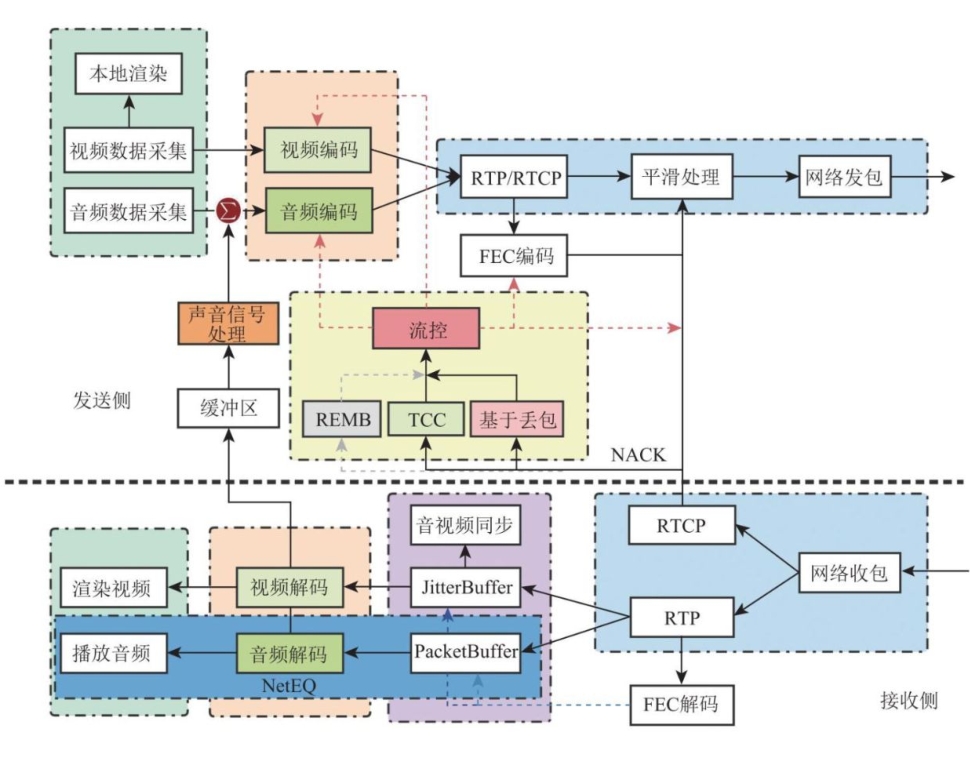 本地渲染
视频数据采集
视频编码
RTP/RTCP
平滑处理
网络发包
音频数据采集
Σ
音频编码
FEC编码
声音信号
处理
流控
发送侧
缓冲区
REMB
TCC
基于丢包
NACK
音视频同步
RTCP
渲染视频
视频解码
JitterBuffer
网络收包
RTP
播放音频
音频解码
PacketBuffer
NetEQ
FEC解码
接收侧